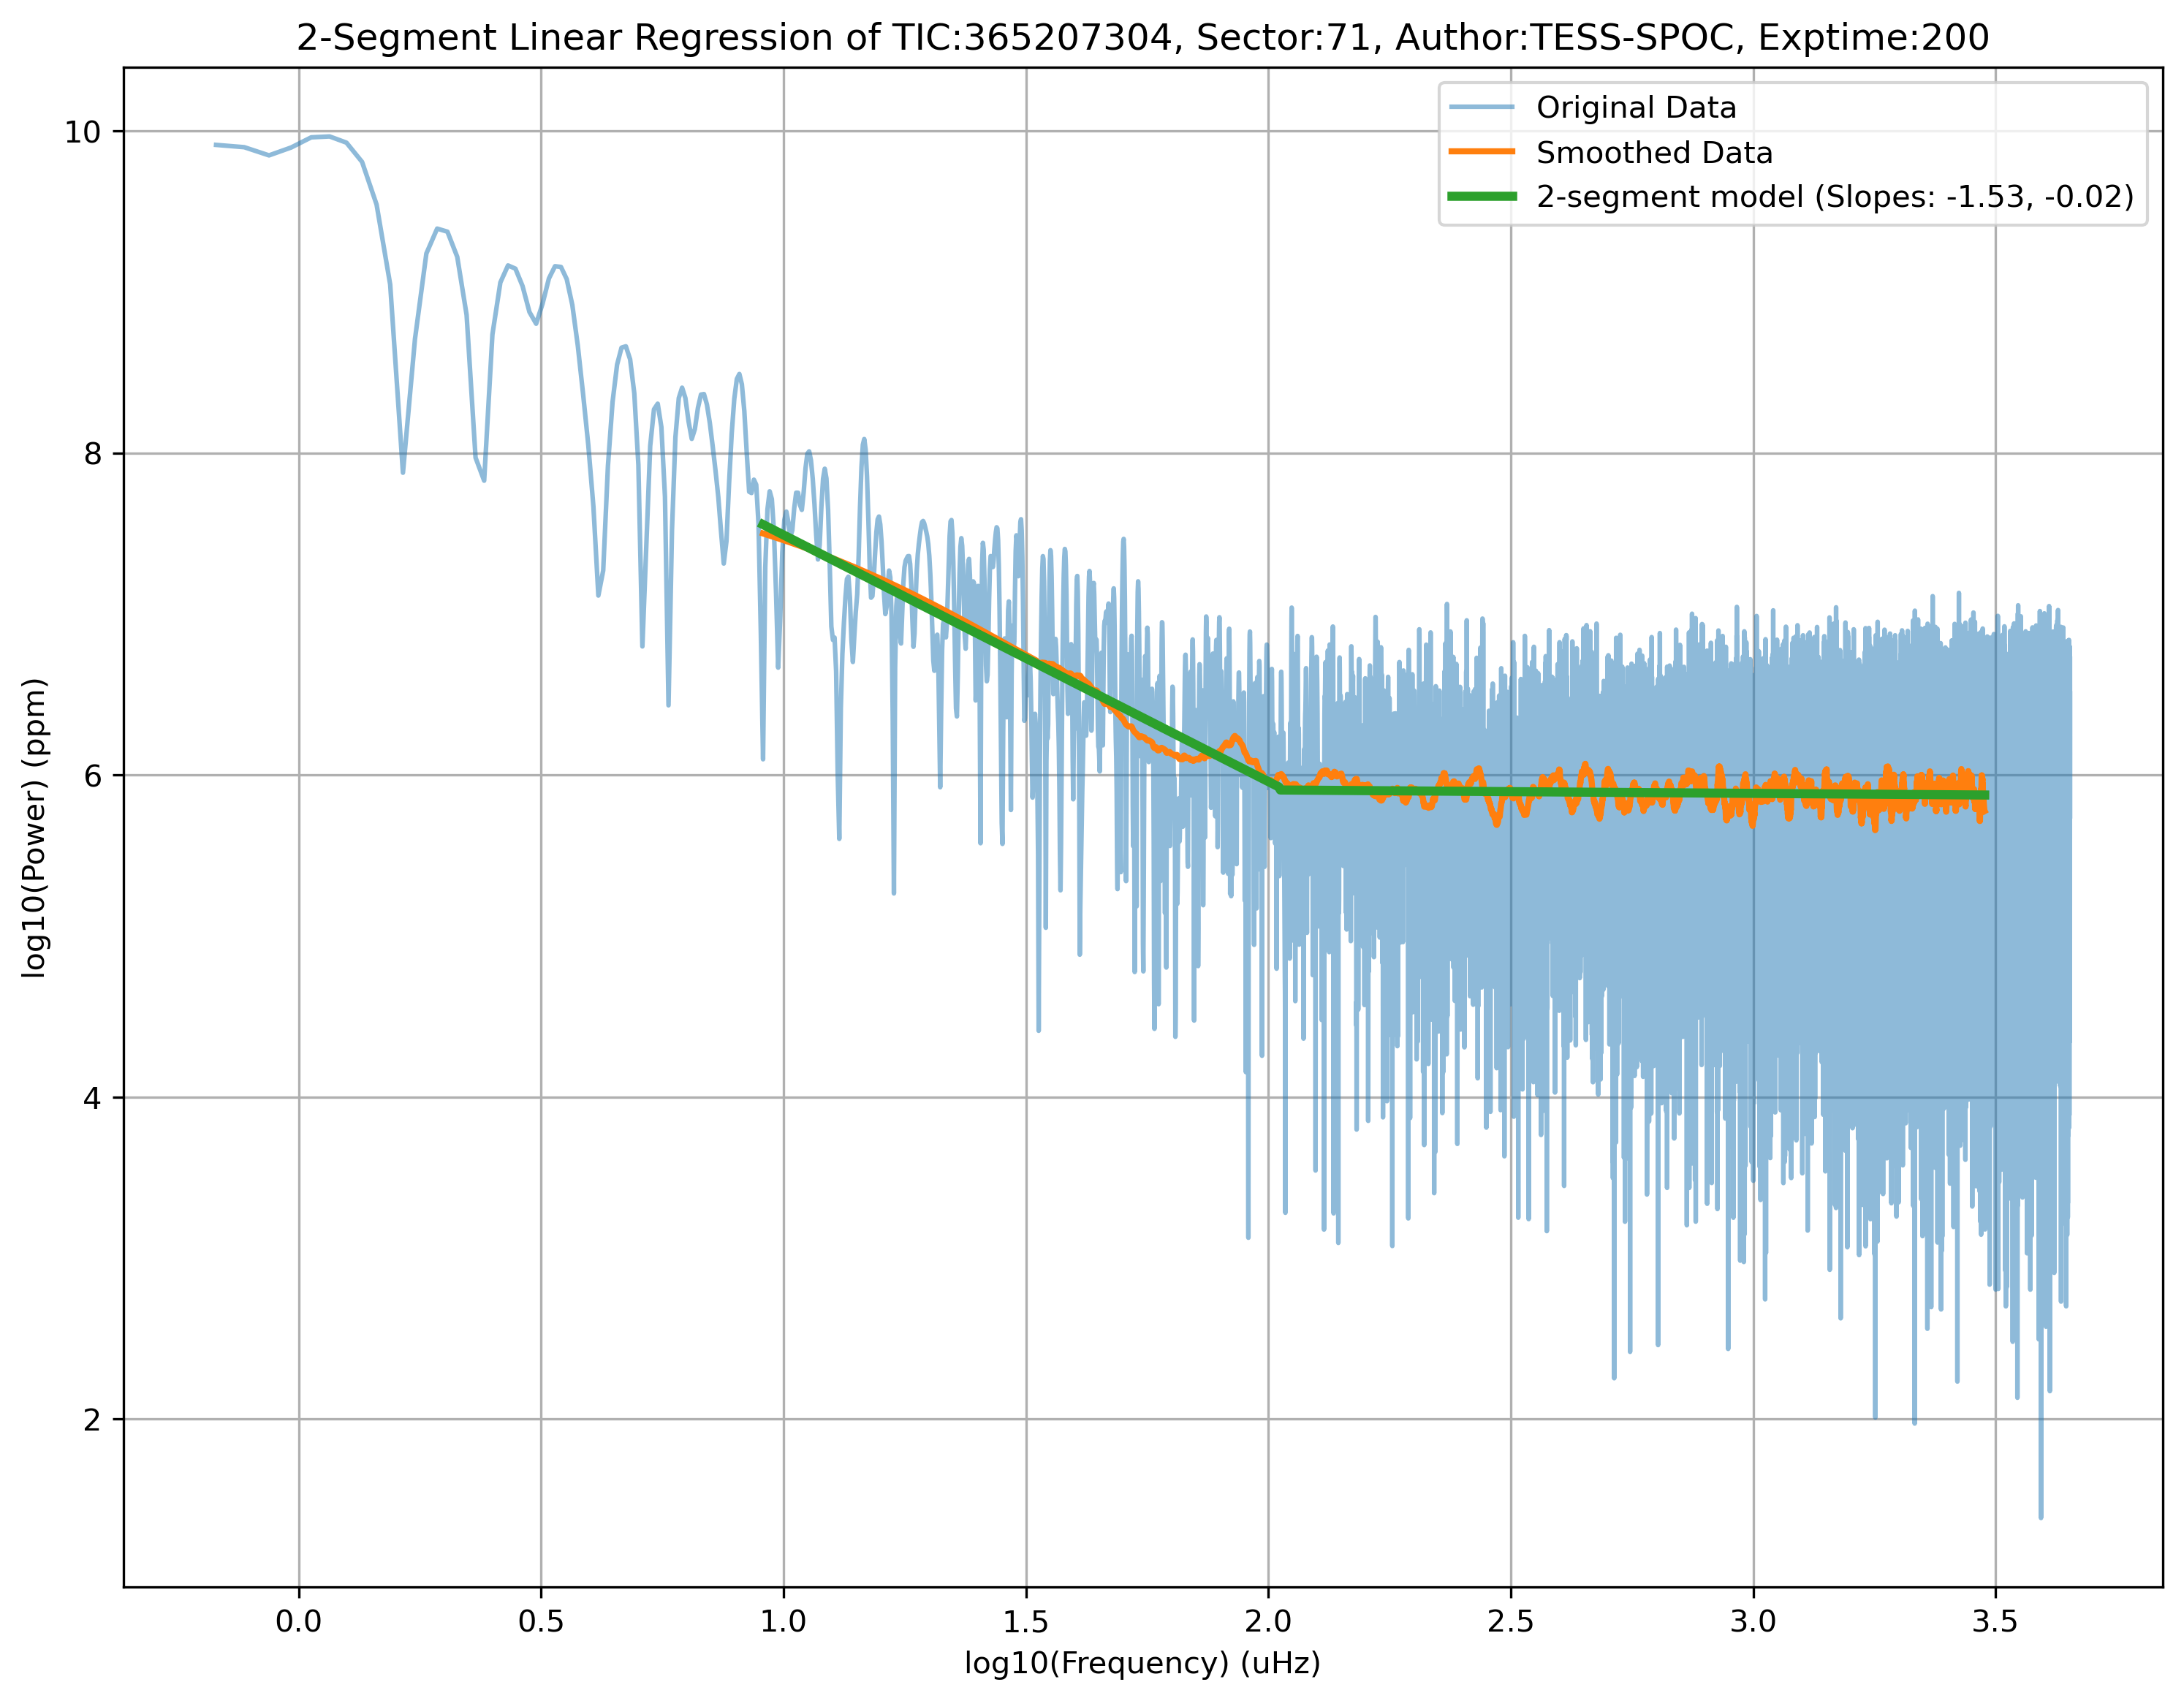 2-Segment Linear Regression of TIC:365207304, Sector:71, Author:TESS-SPOC, Exptime:200
Original Data
Smoothed Data
2-segment model (Slopes: -1.53, -0.02)
log10(Power) (ppm)
10
8
6
4
2
0.0 0.5 1.0 1.5 2.0 2.5 3.0 3.5
log10(Frequency) (uHz)